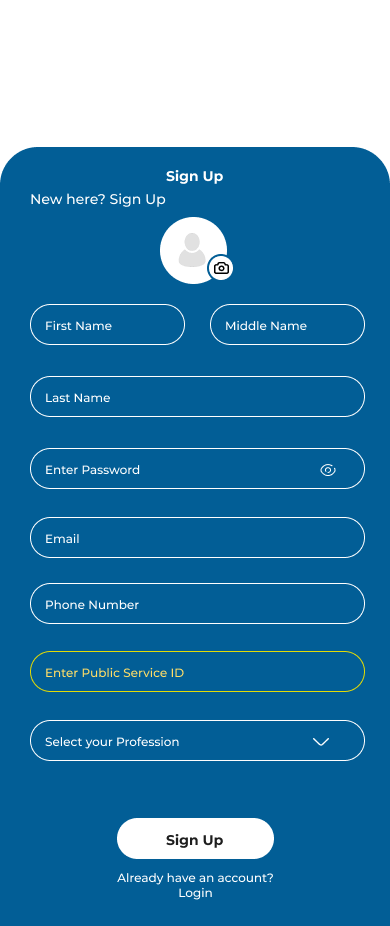 Sign Up
New here? Sign Up
First Name
Middle Name
Last Name
Enter Password
Email
Phone Number
Enter Public Service ID
Select your Profession
Sign Up
Already have an account?
Login